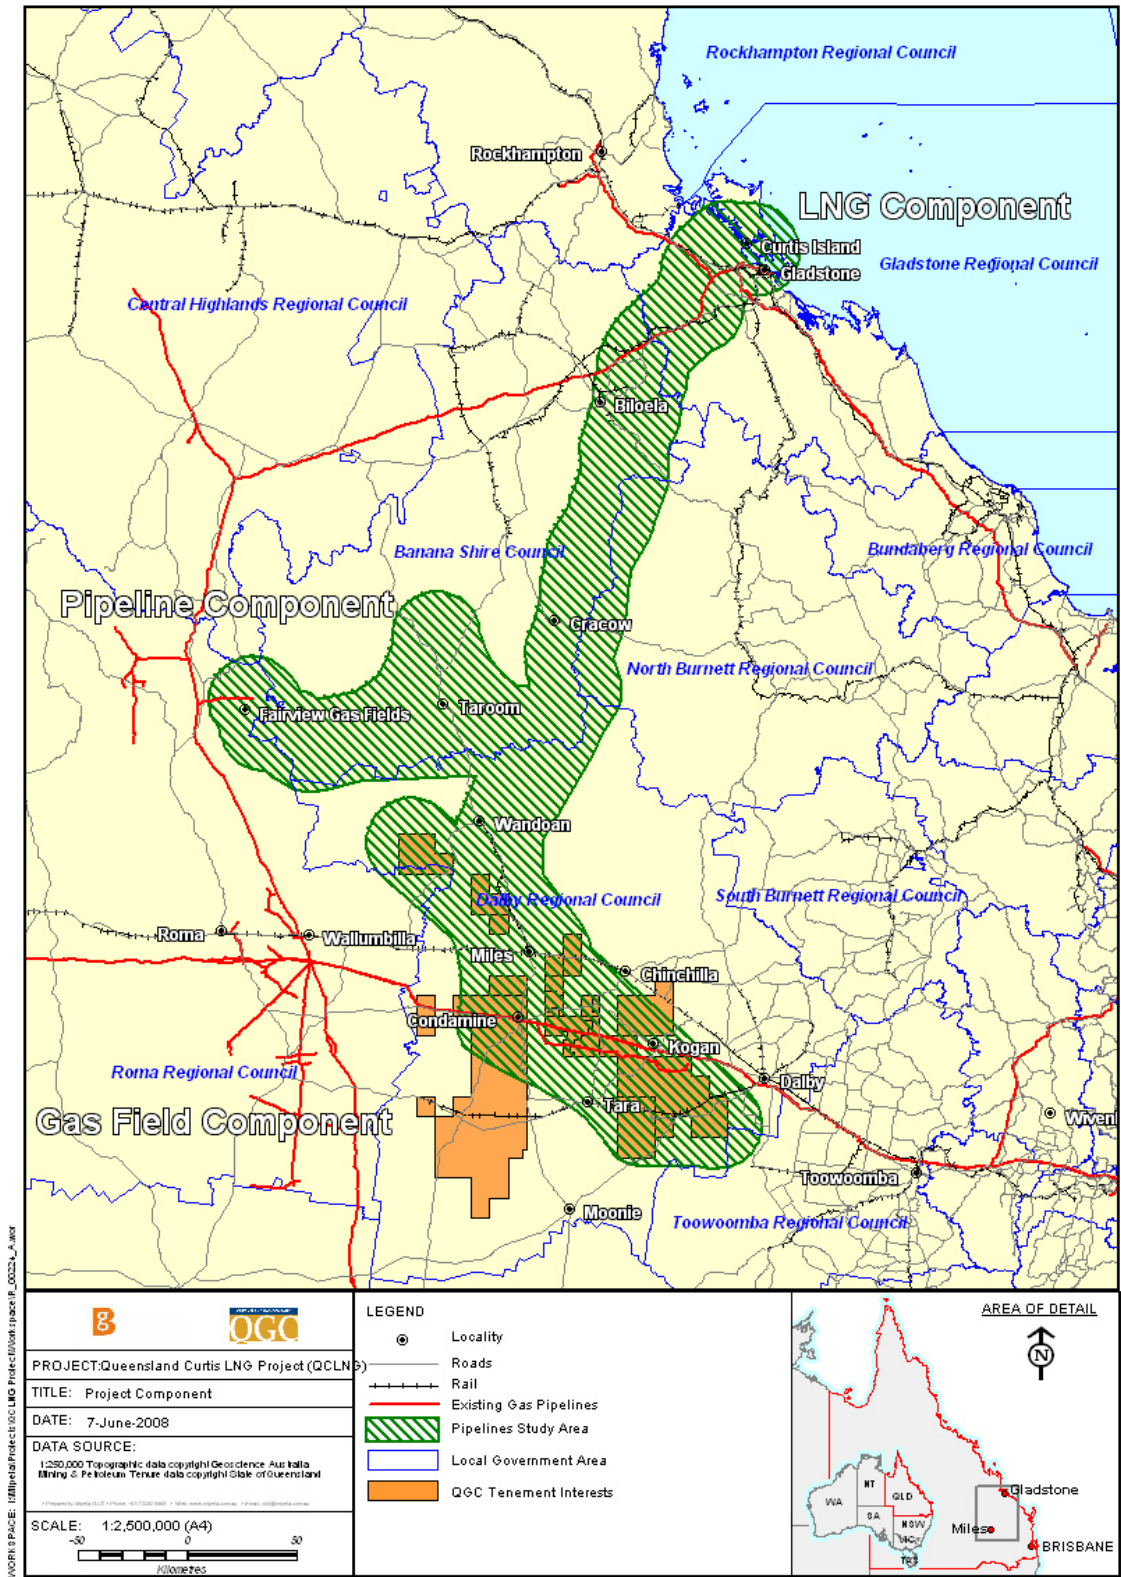 Rockhampton Regional Council
Rockhampton
LNG Component
Curtis Island
Gladstone Regional Council
Gladstone
Central Highlands Regional Council
Biloela
Banana Shire Council
Bundaberg Regional Council
Pipeline Component
Cracow
North Burnett Regional Council
Fairview Gas Fields
Taroom
Wandoan
Dalby Regional Council
South Burnett Regional Council
Roma
Wallumbilla
Miles
Chinchilla
Condamine
Kogan
Roma Regional Council
Dalby
Gas Field Component
Tara
Wiveni
Toowoomba
Moonie
Toowoomba Regional Council
g
QGC
PROJECT:Queensland Curtis LNG Project (QCLNG)
TITLE: Project Component
DATE: 7-June-2008
DATA SOURCE:
1:250,000 Topographic data copyright Geoscience Australia
Mining & Petroleum Tenure data copyright State of Queensland
SCALE: 1:2,500,000 (A4)
-50 0 50
Kilometres
LEGEND
Locality
Roads
Rail
Existing Gas Pipelines
Pipelines Study Area
Local Government Area
QGC Tenement Interests
AREA OF DETAIL
N
Gladstone
Miles
BRISBANE
WA
NT
QLD
SA
NSW
VIC
TAS